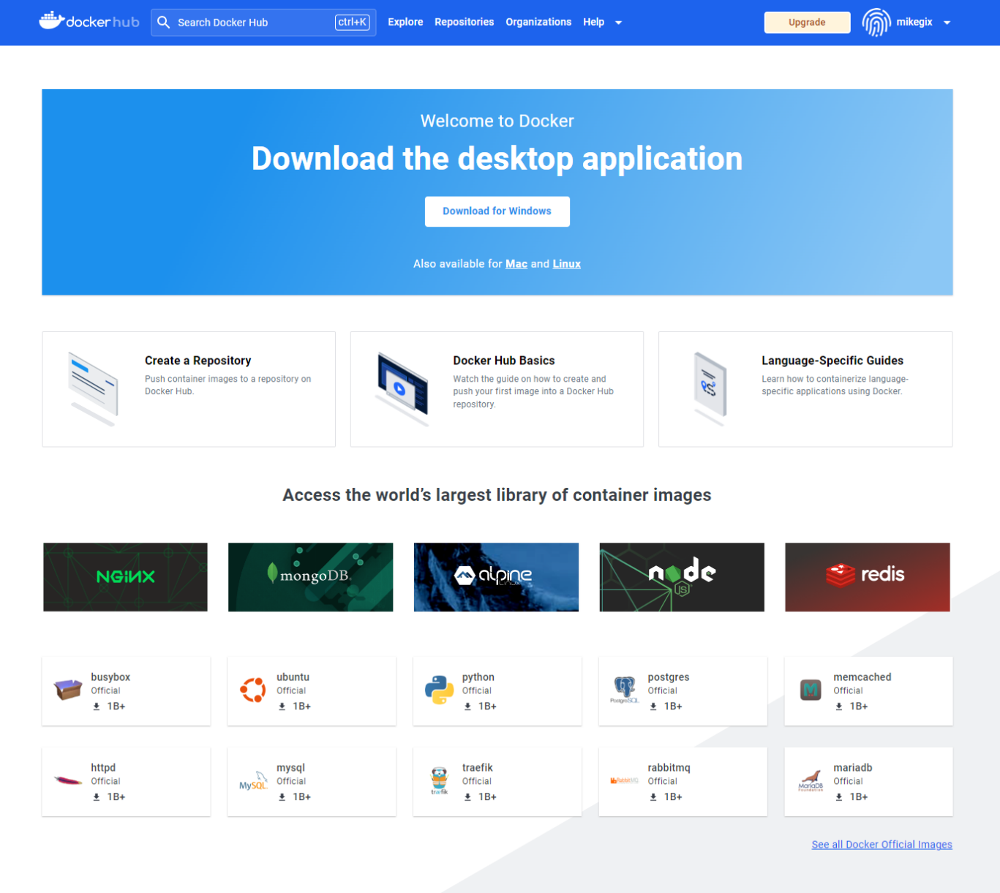 docker hub
Search Docker Hub
ctrl+K
Explore
Repositories
Organizations
Help
Upgrade
mikegix
Welcome to Docker
Download the desktop application
Download for Windows
Also available for Mac and Linux
Create a Repository
Push container images to a repository on
Docker Hub.
Docker Hub Basics
Watch the guide on how to create and
push your first image into a Docker Hub
repository.
Language-Specific Guides
Learn how to containerize language-
specific applications using Docker.
Access the world’s largest library of container images
NGINX
mongoDB®
alpine
LINUX
node
JS®
redis
busybox
Official
1B+
ubuntu
Official
1B+
python
Official
1B+
PostgreSQL
postgres
Official
1B+
M
memcached
Official
1B+
httpd
Official
1B+
MySQL
mysql
Official
1B+
træfik
traefik
Official
1B+
RabbitMQ
rabbitmq
Official
1B+
MariaDB
Foundation
mariadb
Official
1B+
See all Docker Official Images